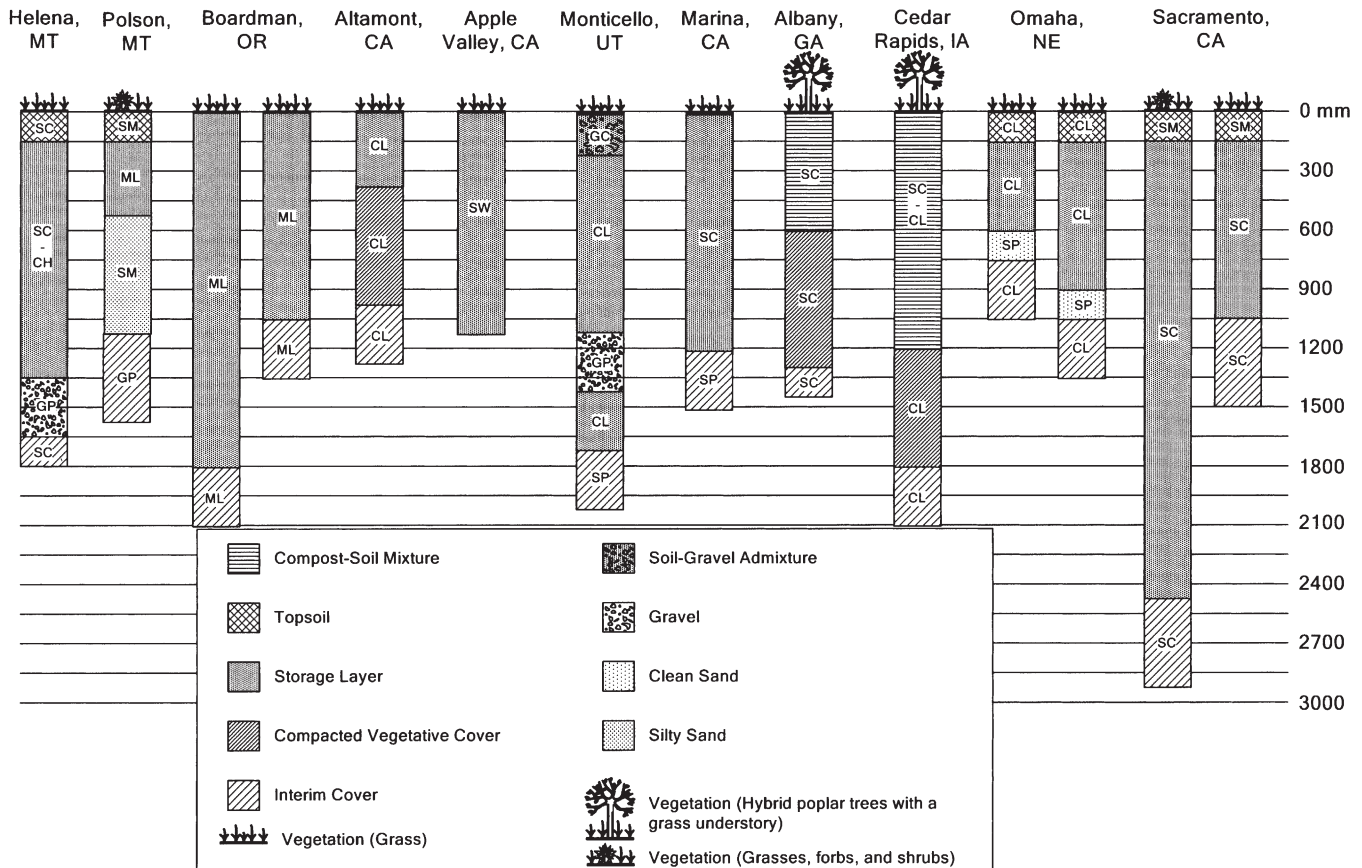 Helena, MT
Polson, MT
Boardman, OR
Altamont, CA
Apple Valley, CA
Monticello, UT
Marina, CA
Albany, GA
Cedar Rapids, IA
Omaha, NE
Sacramento, CA
SC
SC
-
CH
GP
SC
SM
ML
SM
GP
ML
ML
ML
ML
CL
CL
CL
SW
GC
CL
GP
CL
SP
SC
SP
SC
SC
SC
SC
-
CL
CL
CL
CL
CL
SP
CL
CL
CL
SP
CL
SM
SC
SC
SM
SC
SC
0 mm
300
600
900
1200
1500
1800
2100
2400
2700
3000
Compost-Soil Mixture
Topsoil
Storage Layer
Compacted Vegetative Cover
Interim Cover
Vegetation (Grass)
Soil-Gravel Admixture
Gravel
Clean Sand
Silty Sand
Vegetation (Hybrid poplar trees with a
grass understory)
Vegetation (Grasses, forbs, and shrubs)